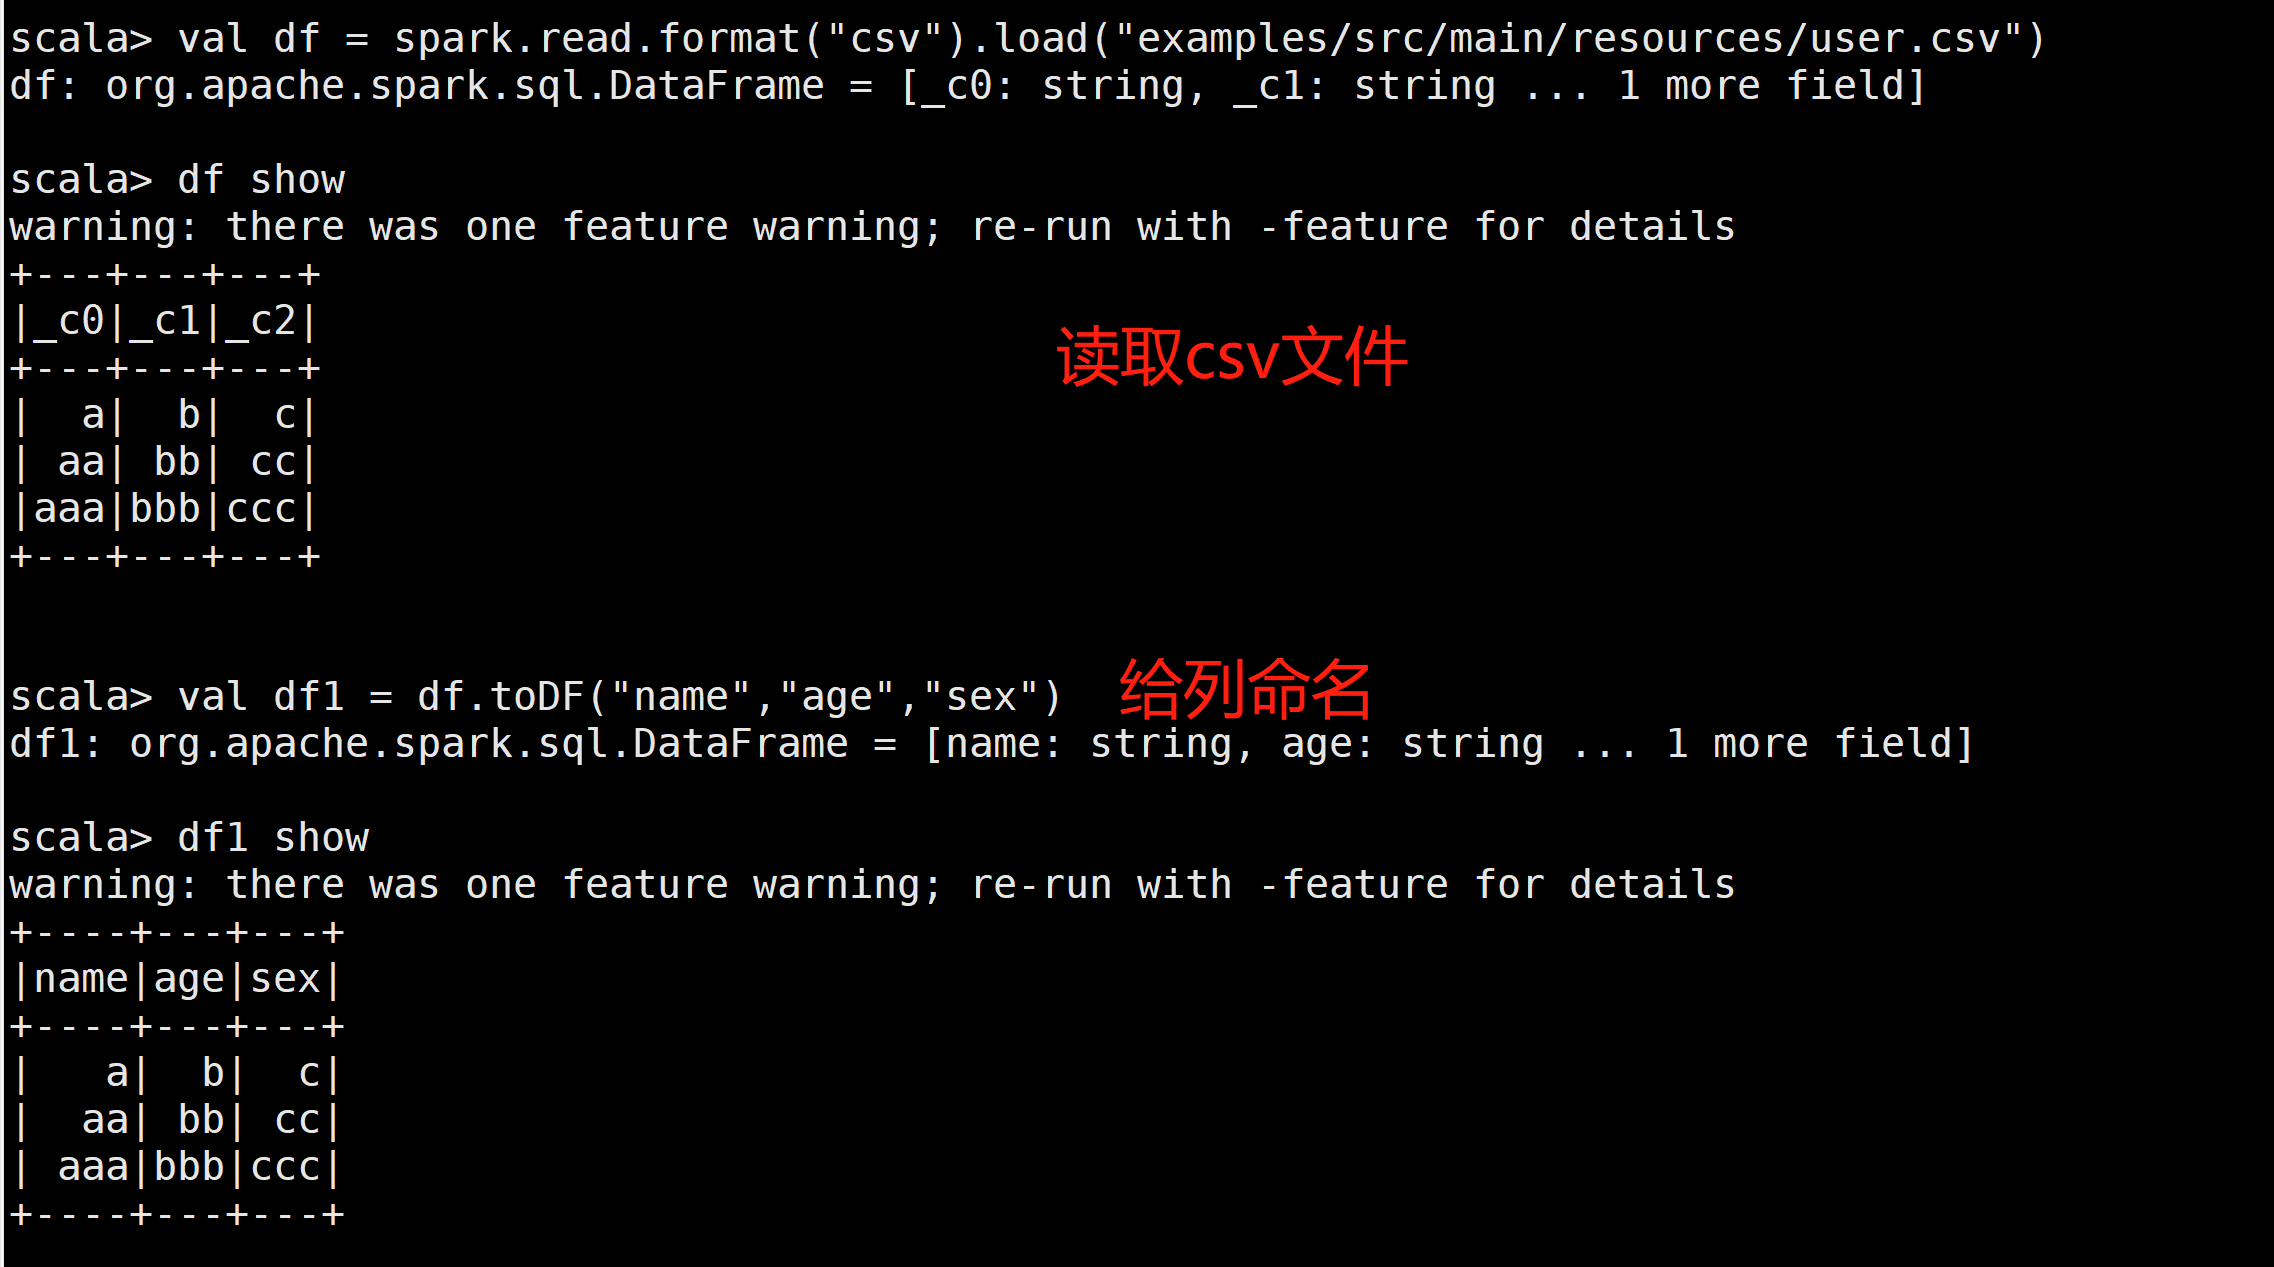 scala> val df = spark.read.format("csv").load("examples/src/main/resources/user.csv")
df: org.apache.spark.sql.DataFrame = [_c0: string, _c1: string ... 1 more field]
scala> df show
warning: there was one feature warning; re-run with -feature for details
+---+---+---+
|_c0|_c1|_c2|
读取csv文件
+---+---+---+
|  a|  b|  c|
| aa| bb| cc|
|aaa|bbb|ccc|
+---+---+---+
scala> val df1 = df.toDF("name","age","sex") 给列命名
df1: org.apache.spark.sql.DataFrame = [name: string, age: string ... 1 more field]
scala> df1 show
warning: there was one feature warning; re-run with -feature for details
+----+---+---+
|name|age|sex|
+----+---+---+
|   a|  b|  c|
|  aa| bb| cc|
| aaa|bbb|ccc|
+----+---+---+